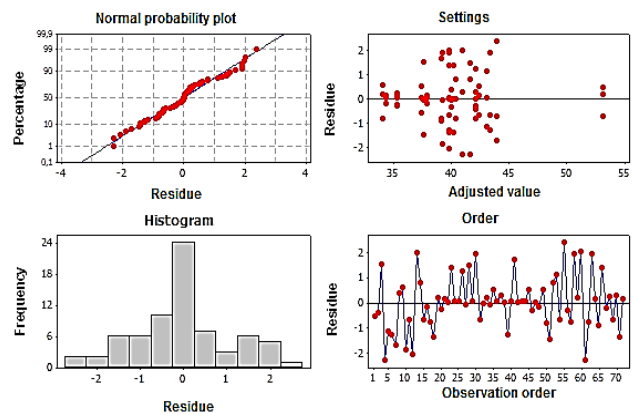 Normal probability plot
Percentage
99,9
99
90
50
10
1
0,1
-4 -2 0 2 4
Residue
Settings
Residue
2
1
0
-1
-2
35 40 45 50 55
Adjusted value
Histogram
Frequency
24
18
12
6
0
-2 -1 0 1 2
Residue
Order
Residue
2
1
0
-1
-2
1 5 10 15 20 25 30 35 40 45 50 55 60 65 70
Observation order